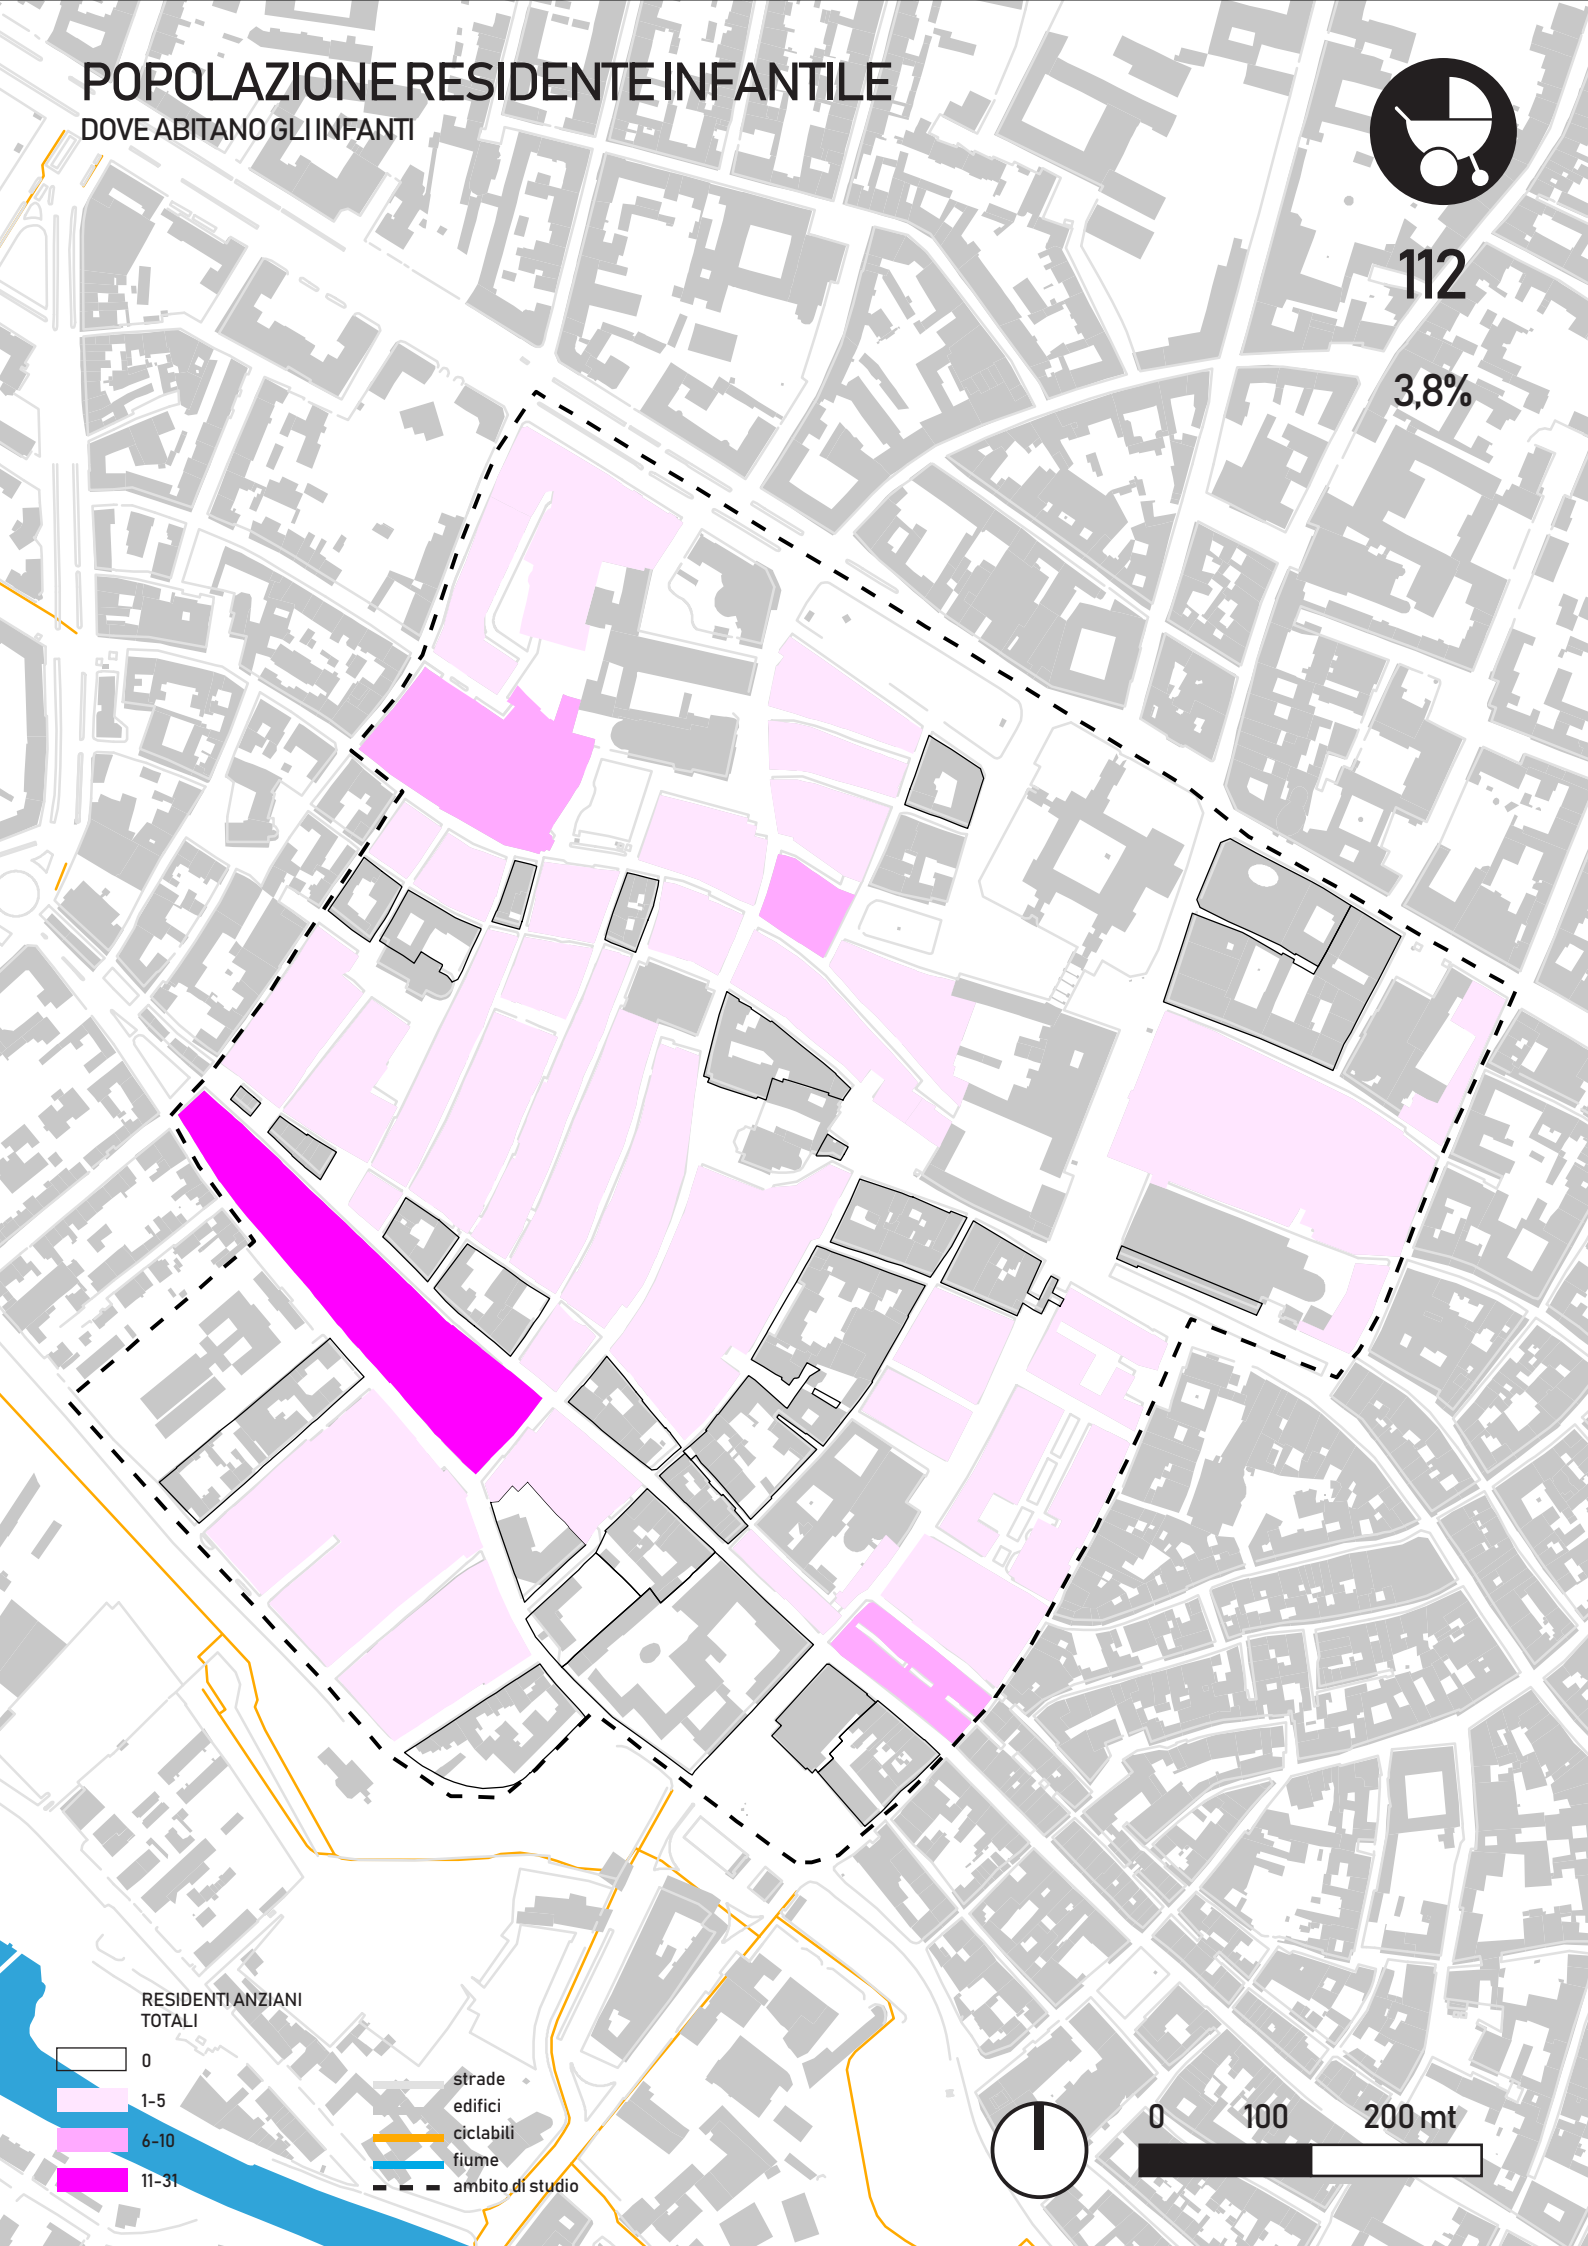 POPOLAZIONE RESIDENTE INFANTILE
DOVE ABITANO GLI INFANTI
112
3,8%
RESIDENTI ANZIANI
TOTALI
0
1-5
6-10
11-31
strade
edifici
ciclabili
fiume
ambito di studio
0 100 200 mt